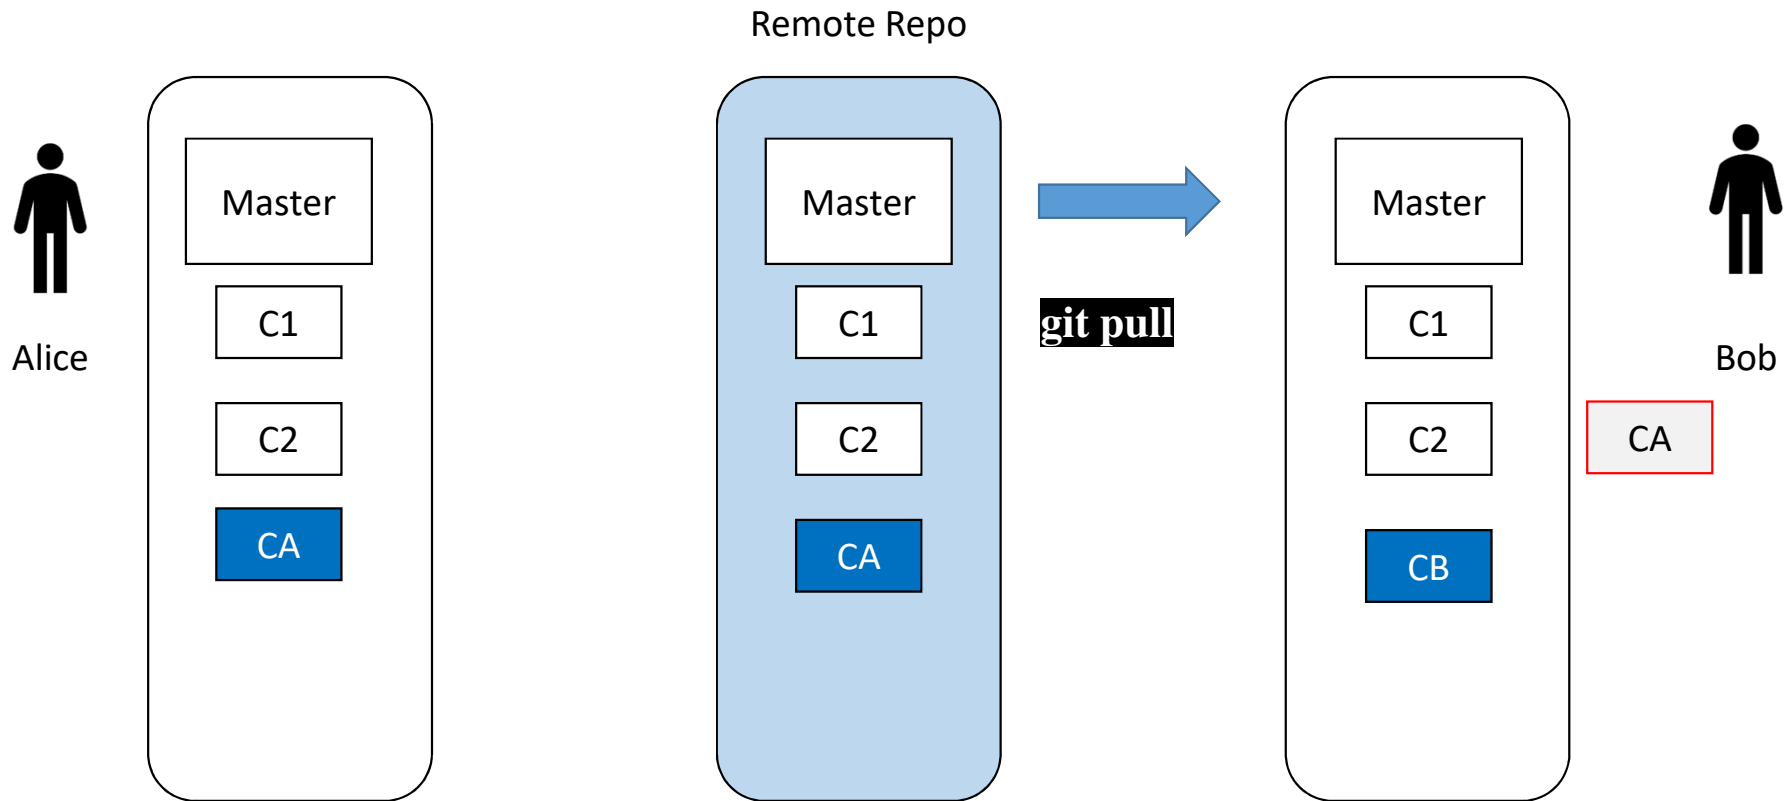 Remote Repo
Alice
Master
C1
C2
CA
Master
C1
C2
CA
git pull
Master
C1
C2
CB
CA
Bob